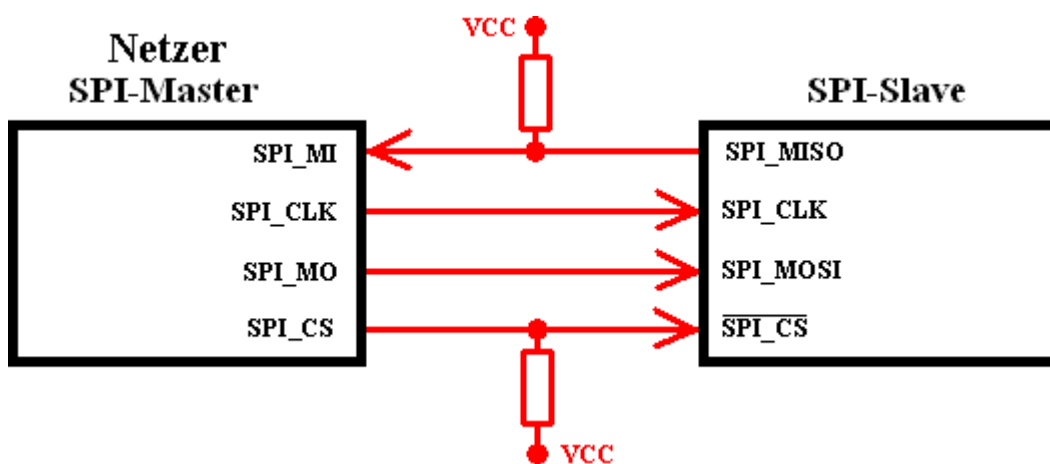 VCC
Netzer
SPI-Master
SPI-Slave
SPI_MI
SPI_MISO
SPI_CLK
SPI_CLK
SPI_MO
SPI_MOSI
SPI_CS
SPI_CS
VCC